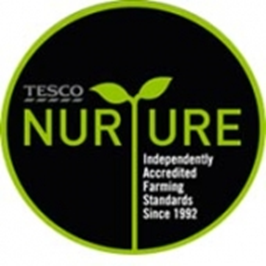 TESCO
NURTURE
Independently
Accredited
Farming
Standards
Since 1992